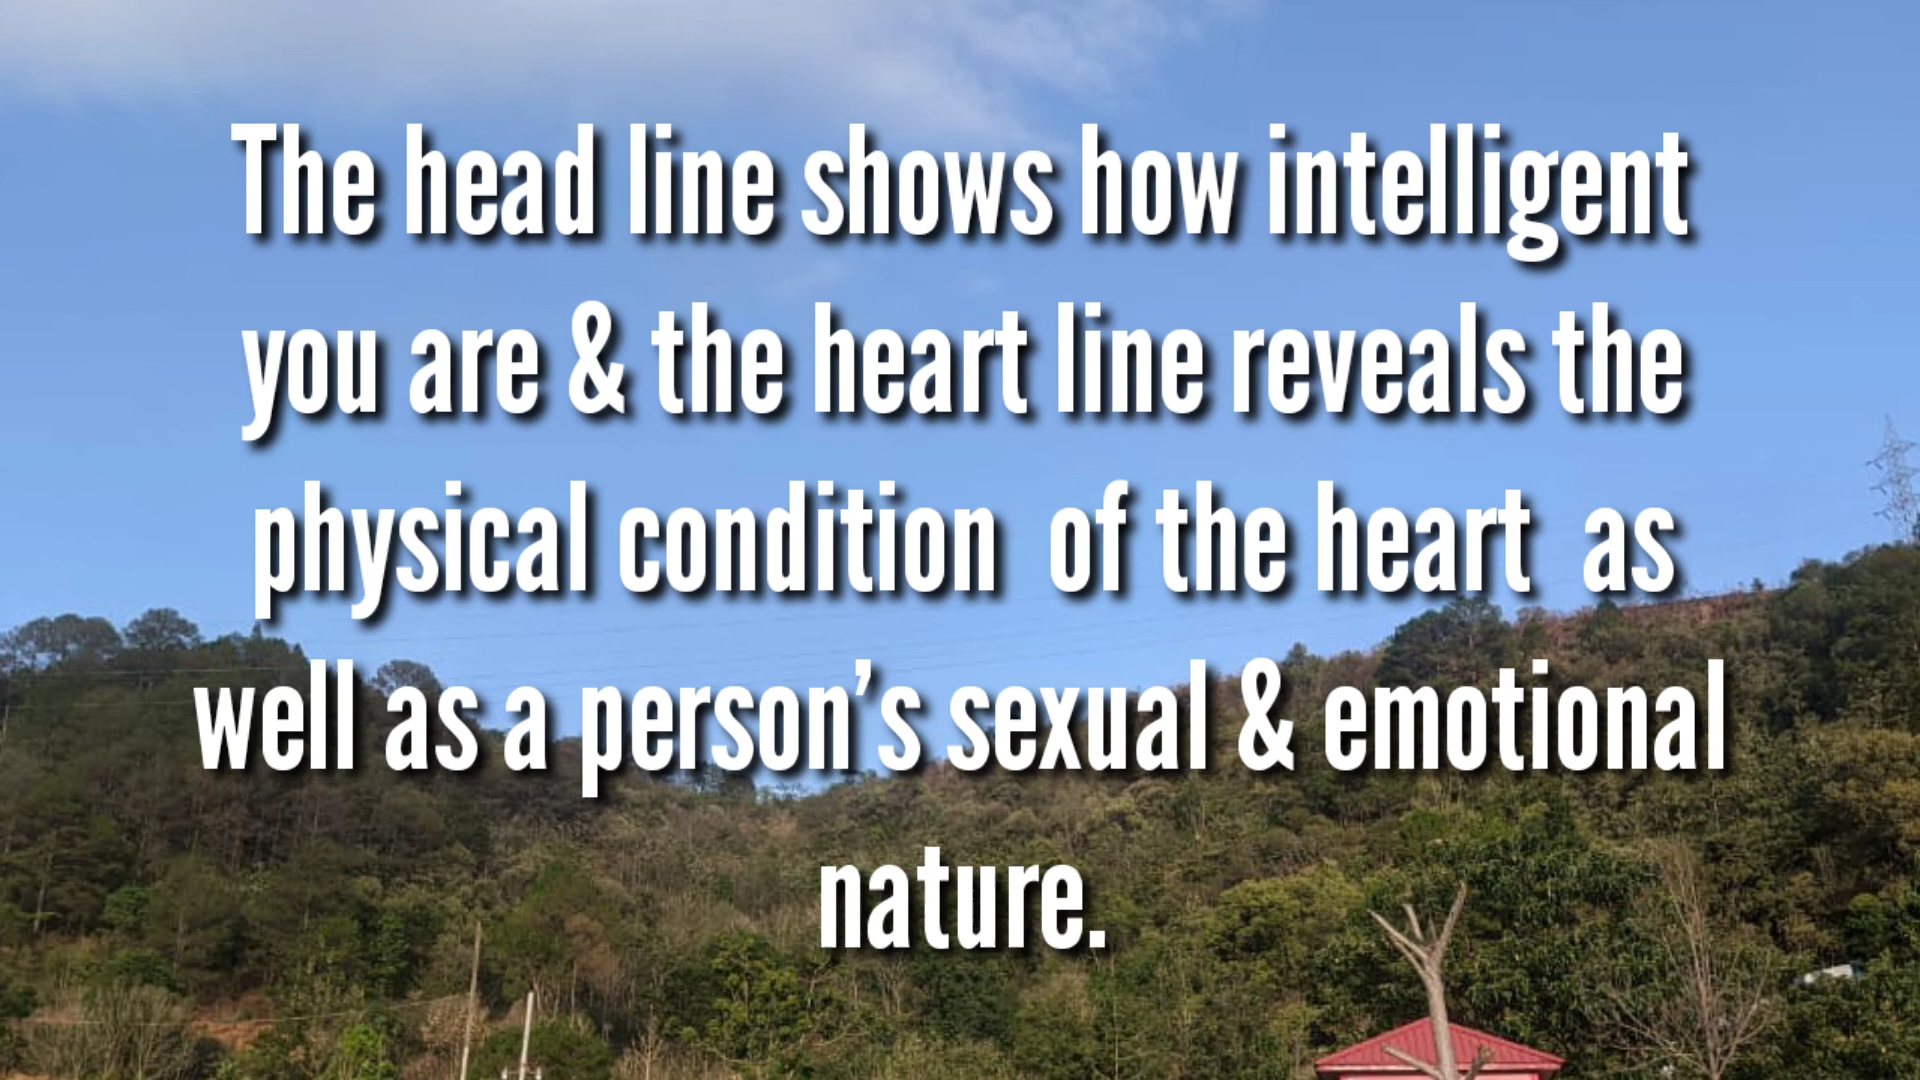 The head line shows how intelligent
you are & the heart line reveals the
physical condition  of the heart  as
well as a person’s sexual & emotional
nature.